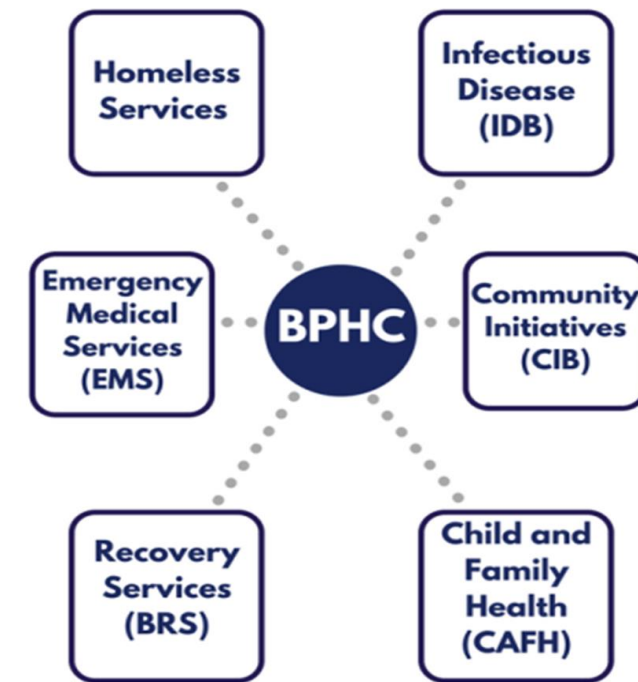 Homeless
Services
Infectious
Disease
(IDB)
Emergency
Medical
Services
(EMS)
BPHC
Community
Initiatives
(CIB)
Recovery
Services
(BRS)
Child and
Family
Health
(CAFH)